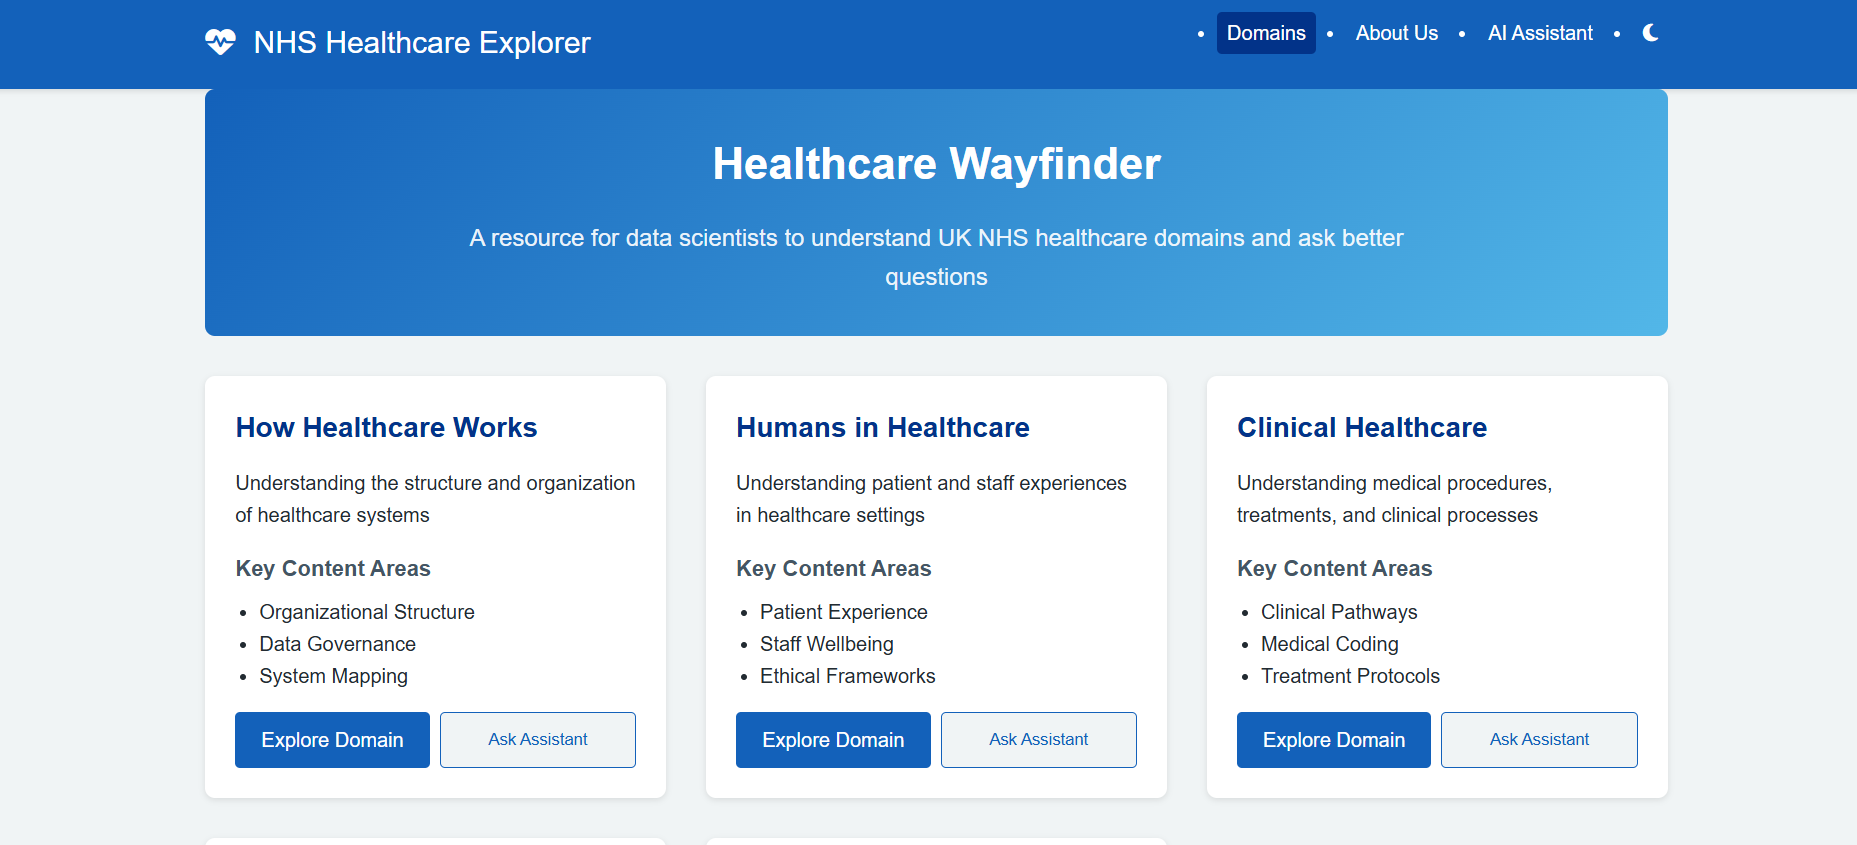 NHS Healthcare Explorer
Domains
About Us
AI Assistant
Healthcare Wayfinder
A resource for data scientists to understand UK NHS healthcare domains and ask better
questions
How Healthcare Works
Understanding the structure and organization
of healthcare systems
Key Content Areas
Organizational Structure
Data Governance
System Mapping
Explore Domain
Ask Assistant
Humans in Healthcare
Understanding patient and staff experiences
in healthcare settings
Key Content Areas
Patient Experience
Staff Wellbeing
Ethical Frameworks
Explore Domain
Ask Assistant
Clinical Healthcare
Understanding medical procedures,
treatments, and clinical processes
Key Content Areas
Clinical Pathways
Medical Coding
Treatment Protocols
Explore Domain
Ask Assistant